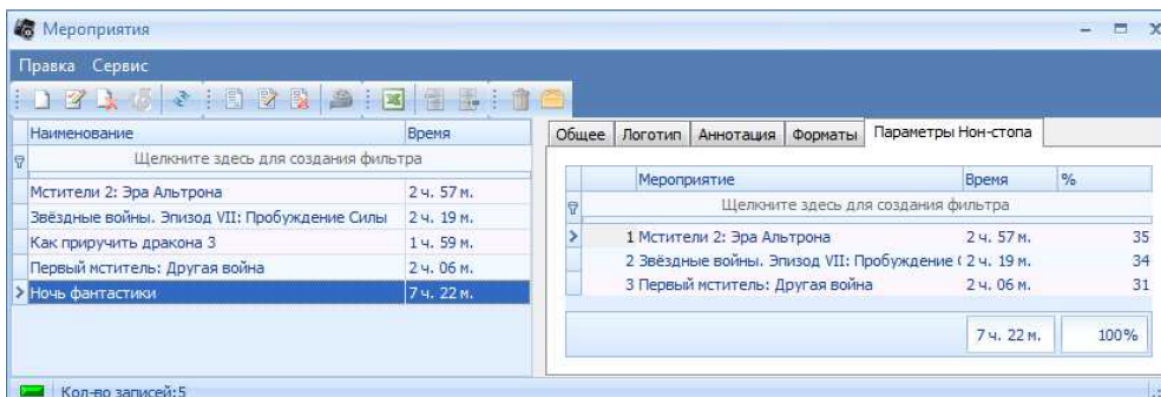 Мероприятия
Правка Сервис
Наименование Время
Щелкните здесь для создания фильтра
Мстители 2: Эра Альтрона 2 ч. 57 м.
Звёздные войны. Эпизод VII: Пробуждение Силы 2 ч. 19 м.
Как приручить дракона 3 1 ч. 59 м.
Первый мститель: Другая война 2 ч. 06 м.
Ночь фантастики 7 ч. 22 м.
Общее Логотип Аннотация Форматы Параметры Нон-стопа
Мероприятие Время %
Щелкните здесь для создания фильтра
1 Мстители 2: Эра Альтрона 2 ч. 57 м. 35
2 Звёздные войны. Эпизод VII: Пробуждение ( 2 ч. 19 м. 34
3 Первый мститель: Другая война 2 ч. 06 м. 31
7 ч. 22 м. 100%
Кол-во записей:5